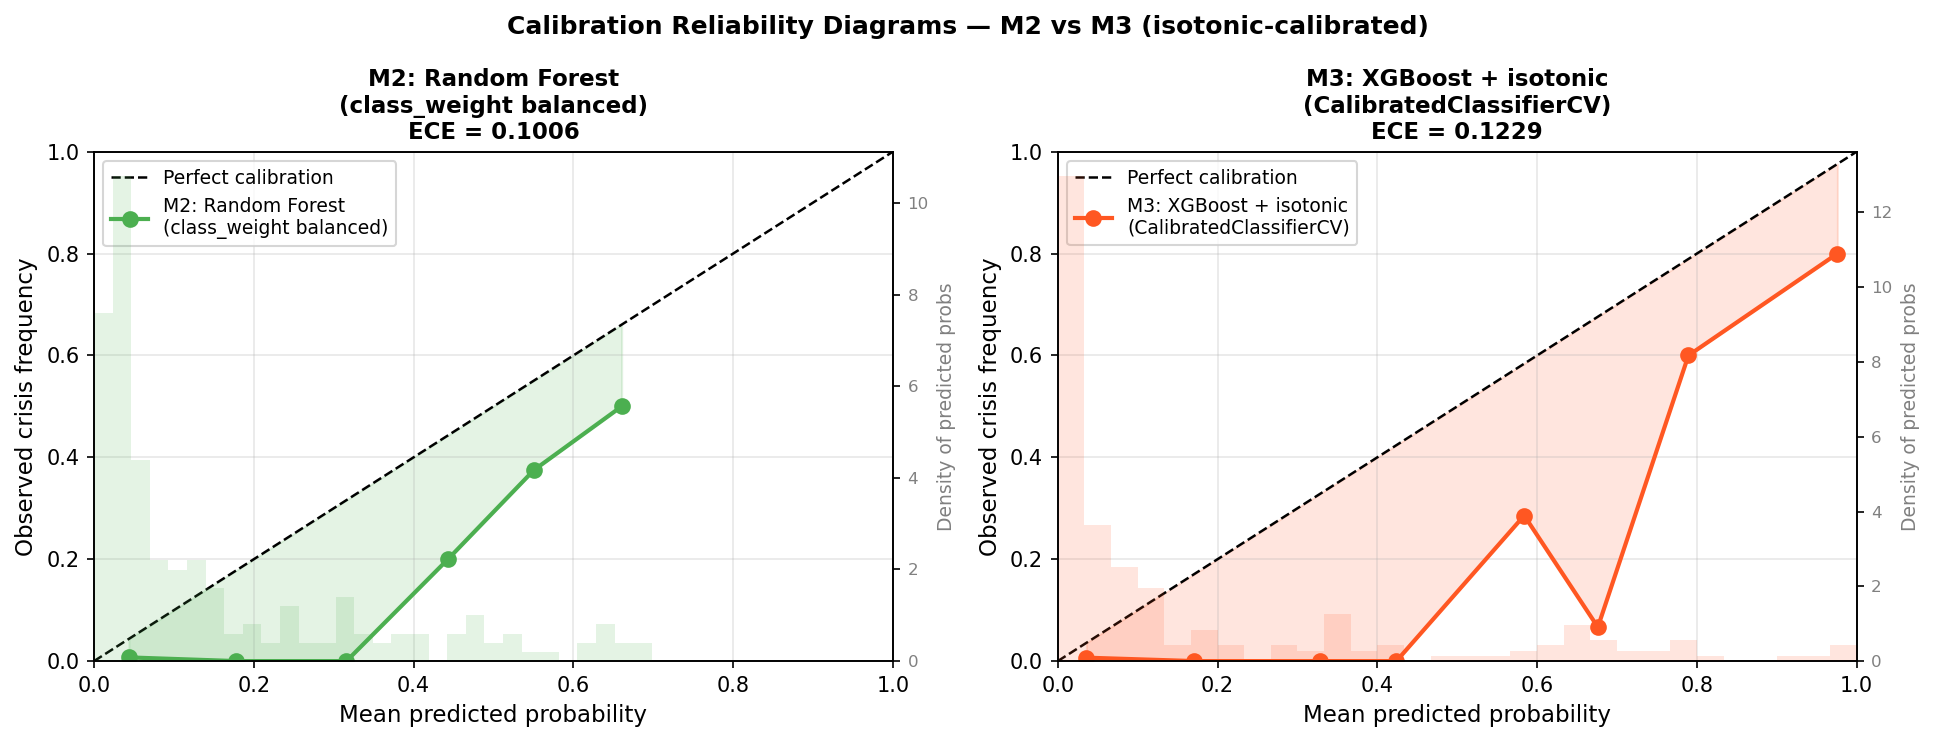 Calibration Reliability Diagrams — M2 vs M3 (isotonic-calibrated)
M2: Random Forest
(class_weight balanced)
ECE = 0.1006
1.0
0.8
0.6
0.4
0.2
0.0
Observed crisis frequency
Perfect calibration
M2: Random Forest
(class_weight balanced)
10
8
6
4
2
0
Density of predicted probs
0.0 0.2 0.4 0.6 0.8 1.0
Mean predicted probability
M3: XGBoost + isotonic
(CalibratedClassifierCV)
ECE = 0.1229
1.0
0.8
0.6
0.4
0.2
0.0
Observed crisis frequency
Perfect calibration
M3: XGBoost + isotonic
(CalibratedClassifierCV)
12
10
8
6
4
2
0
Density of predicted probs
0.0 0.2 0.4 0.6 0.8 1.0
Mean predicted probability